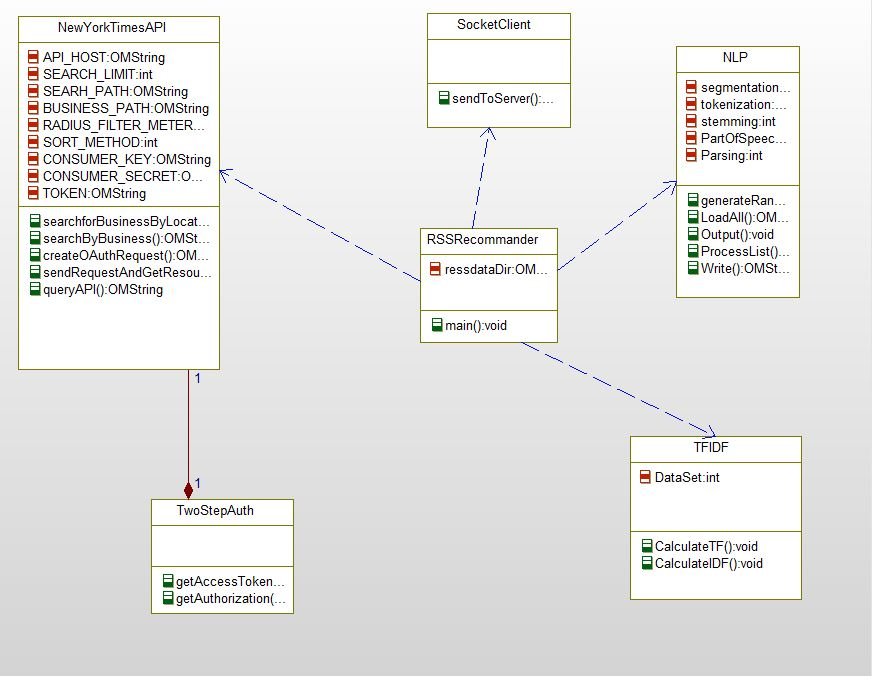 NewYorkTimesAPI
API_HOST:OMString
SEARCH_LIMIT:int
SEARH_PATH:OMString
BUSINESS_PATH:OMString
RADIUS_FILTER_METER...
SORT_METHOD:int
CONSUMER_KEY:OMString
CONSUMER_SECRET:O...
TOKEN:OMString
searchforBusinessByLocat...
searchByBusiness():OMSt...
createOAuthRequest():OM...
sendRequestAndGetResou...
queryAPI():OMString
SocketClient
sendToServer():...
NLP
segmentation...
tokenization:...
stemming:int
PartOfSpeec...
Parsing:int
generateRan...
LoadAll():OM...
Output():void
ProcessList()...
Write():OMSt...
RSSRecommander
ressdataDir:OM...
main():void
1
1
TwoStepAuth
getAccessToken...
getAuthorization(...
TFIDF
DataSet:int
CalculateTF():void
CalculateIDF():void